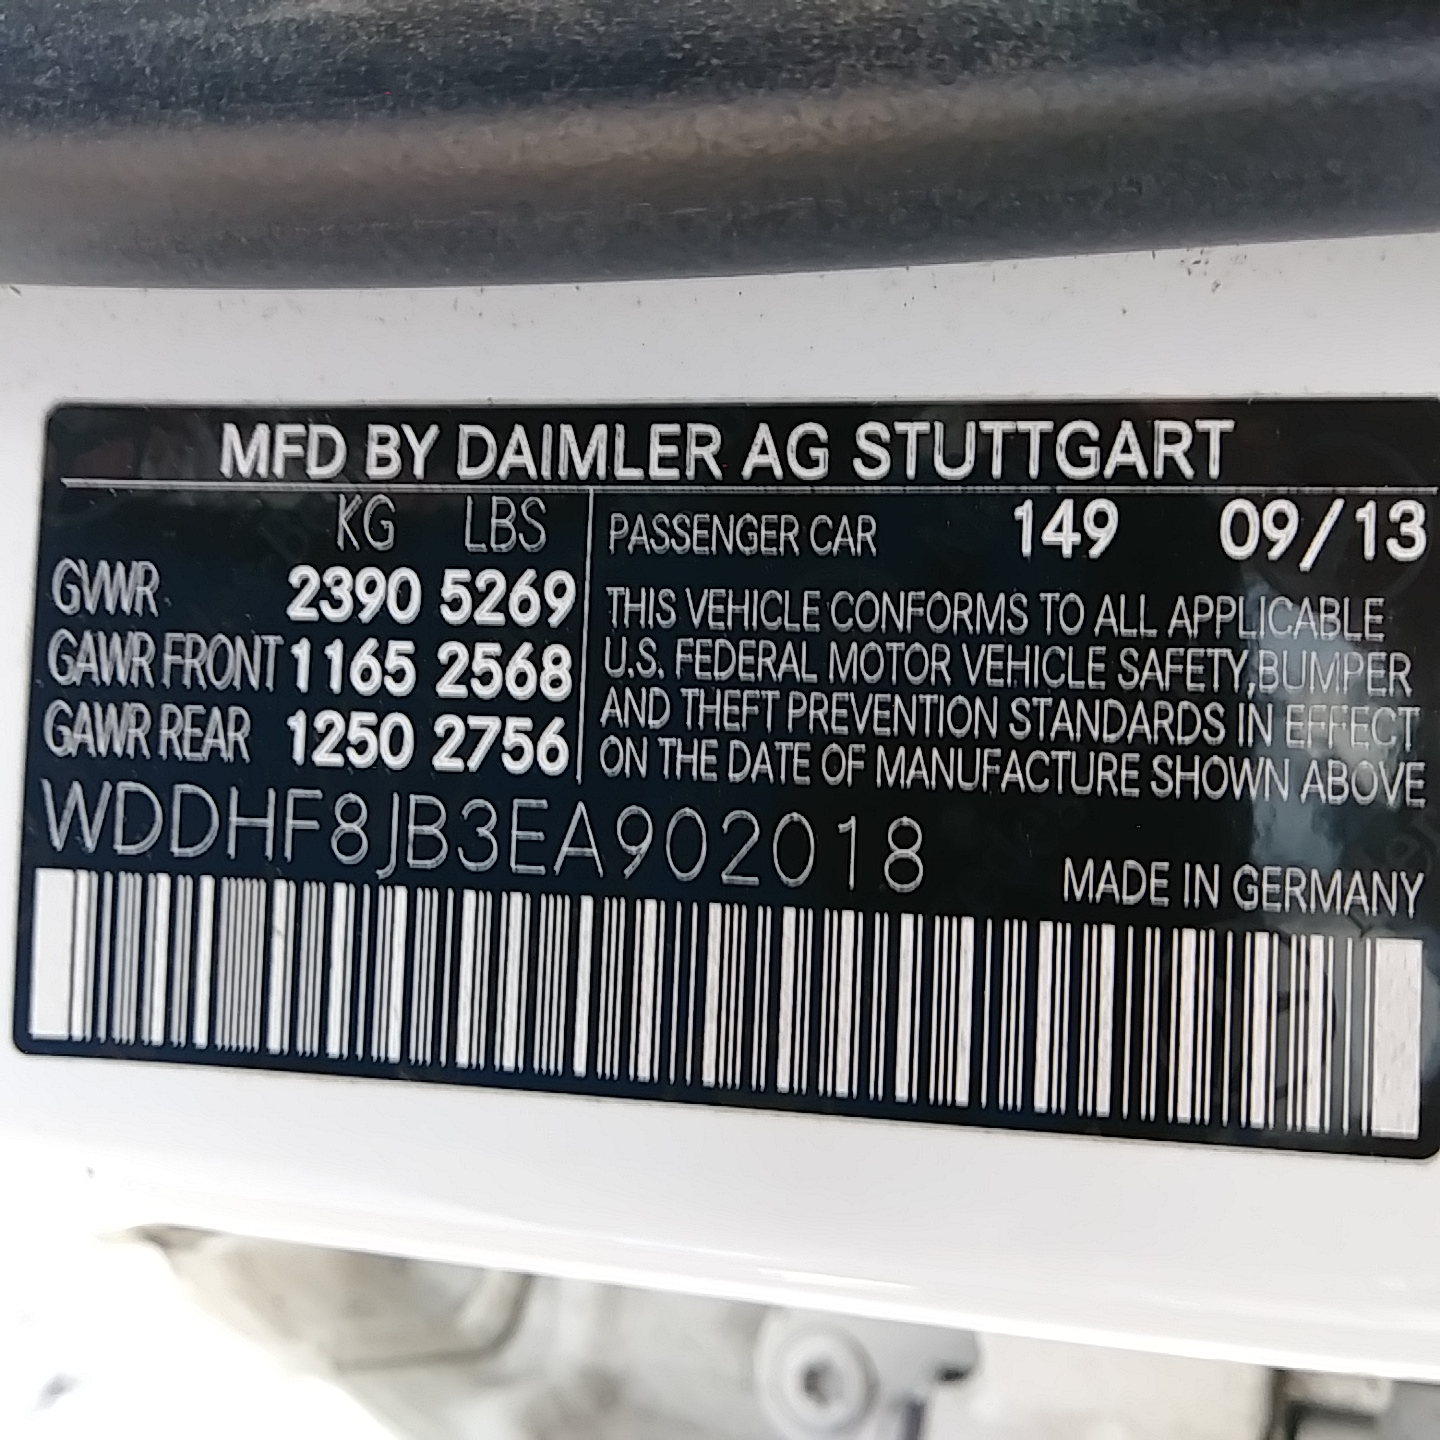 MFD BY DAIMLER AG STUTTGART
KG LBS
GVWR 2390 5269
GAWR FRONT 1165 2568
GAWR REAR 1250 2756
PASSENGER CAR 149 09/13
THIS VEHICLE CONFORMS TO ALL APPLICABLE
U.S. FEDERAL MOTOR VEHICLE SAFETY, BUMPER
AND THEFT PREVENTION STANDARDS IN EFFECT
ON THE DATE OF MANUFACTURE SHOWN ABOVE
WDDHF8JB3EA902018
MADE IN GERMANY